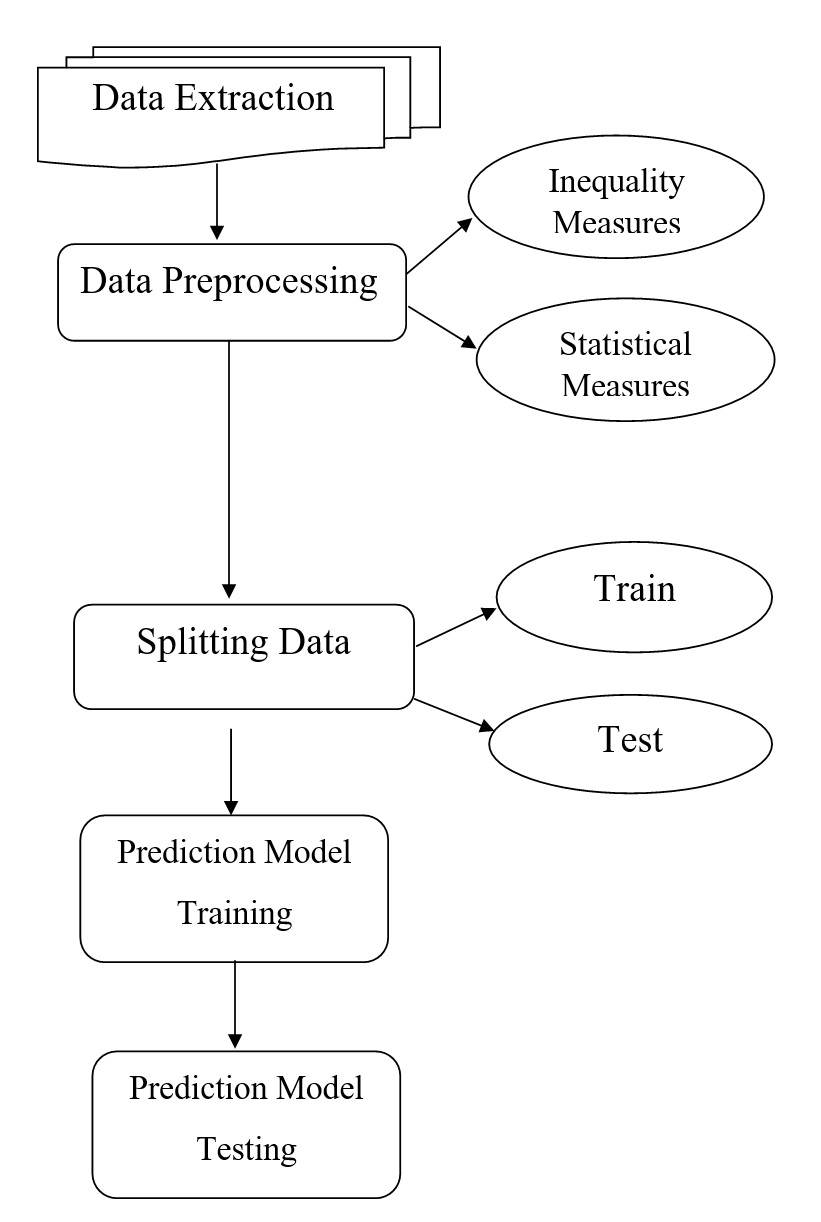 Data Extraction
Inequality
Measures
Data Preprocessing
Statistical
Measures
Train
Splitting Data
Test
Prediction Model
Training
Prediction Model
Testing